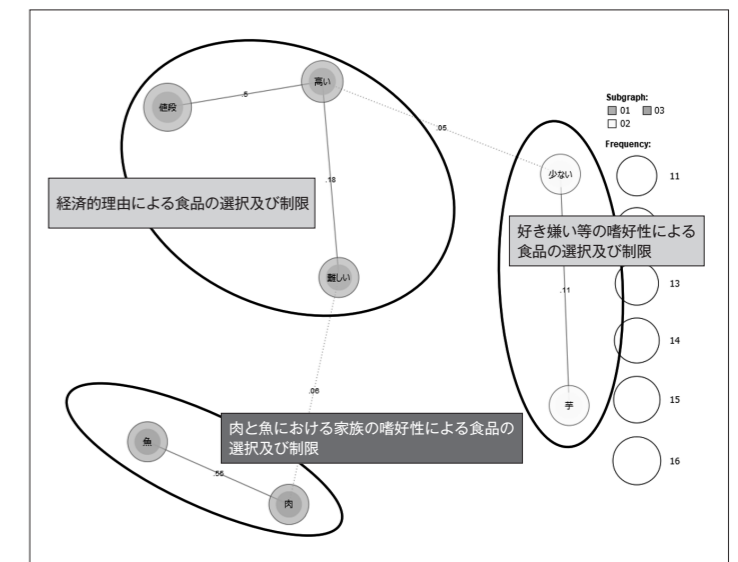 高い
値段
.5
.05
Subgraph:
01 03
02
Frequency:
少ない
11
.18
経済的理由による食品の選択及び制限
好き嫌い等の嗜好性による
食品の選択及び制限
難しい
13
.11
14
.06
15
芋
肉と魚における家族の嗜好性による食品の
選択及び制限
魚
16
.56
肉